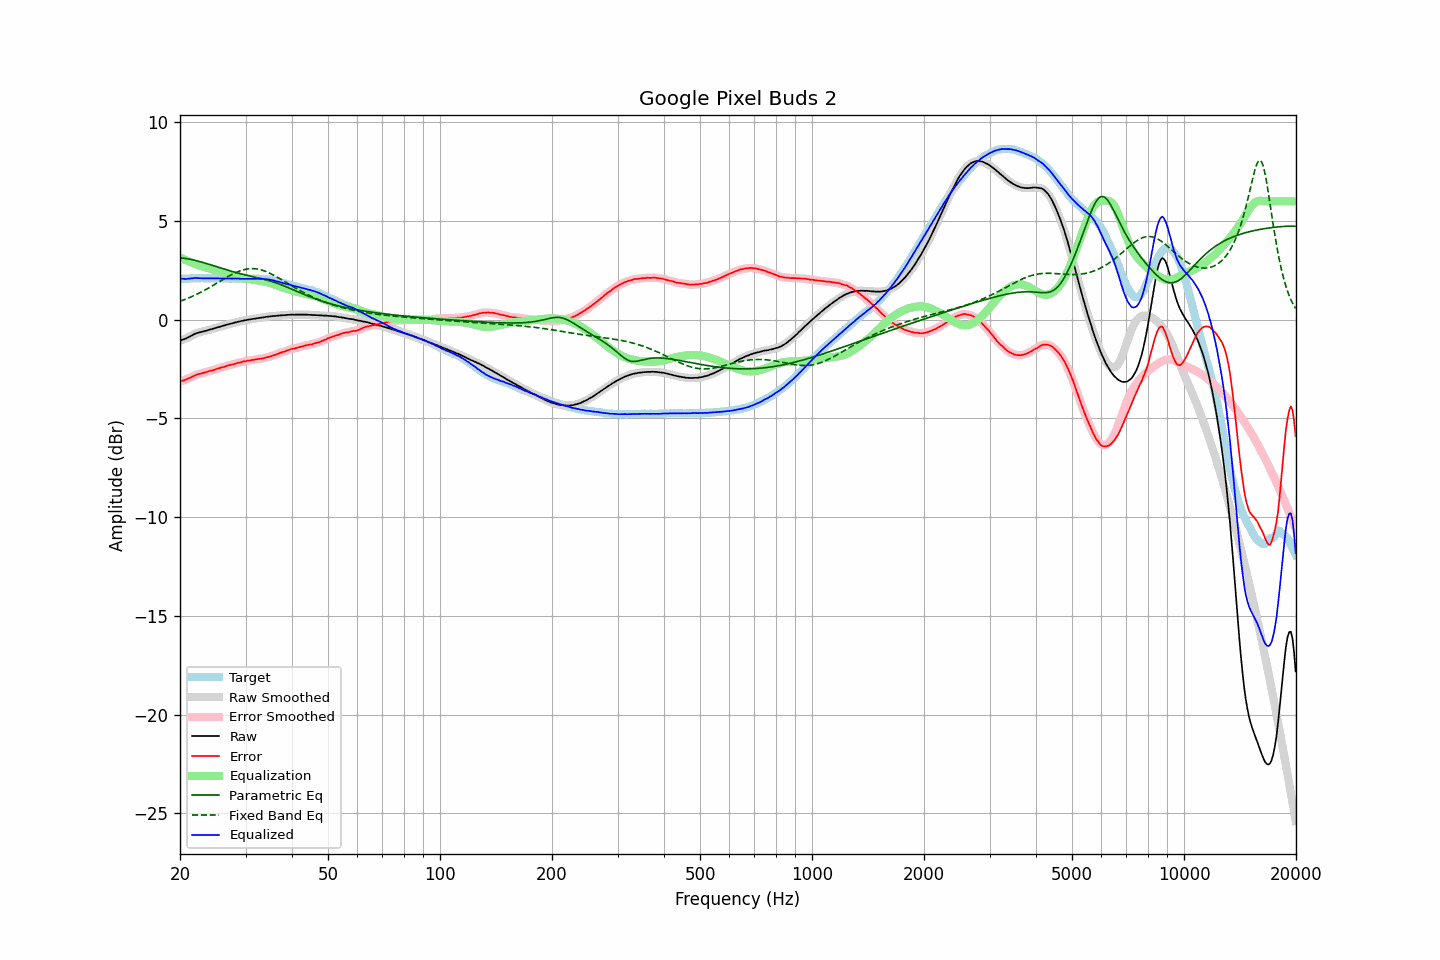 Google Pixel Buds 2
10
5
0
−5
−10
−15
−20
−25
Amplitude (dBr)
Target
Raw Smoothed
Error Smoothed
Raw
Error
Equalization
Parametric Eq
Fixed Band Eq
Equalized
20 50 100 200 500 1000 2000 5000 10000 20000
Frequency (Hz)